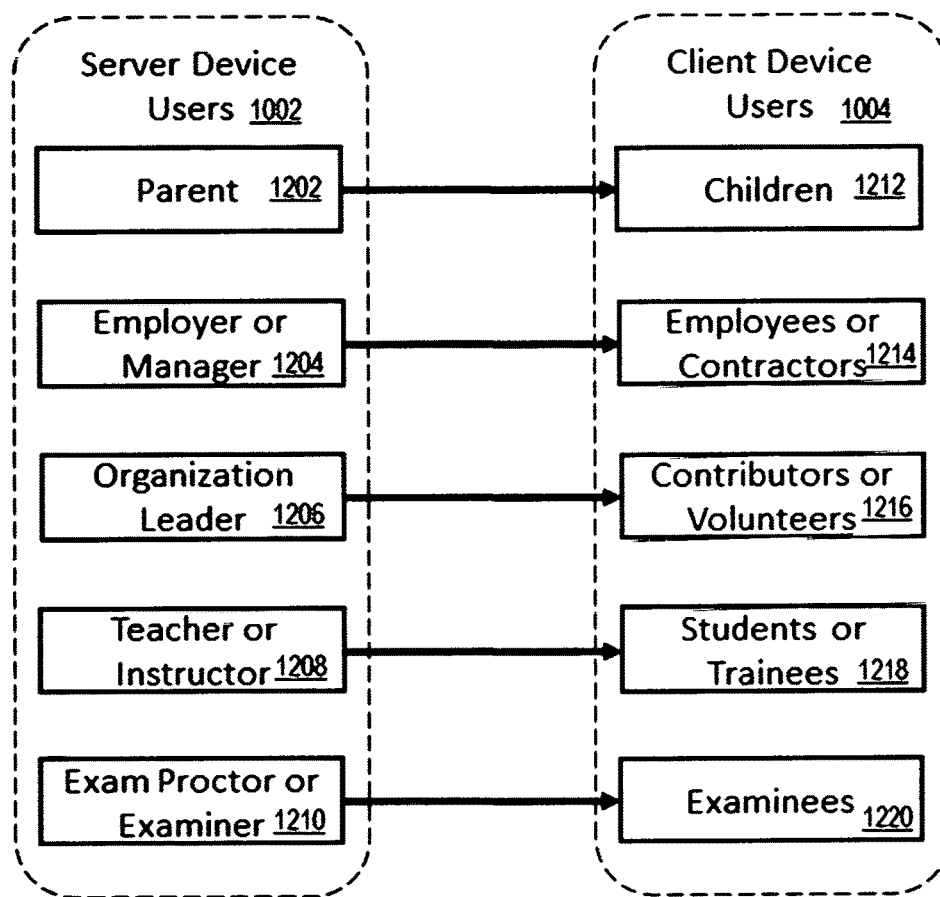 Server Device
Users 1002
Parent 1202
Employer or
Manager 1204
Organization
Leader 1206
Teacher or
Instructor 1208
Exam Proctor or
Examiner 1210
Client Device
Users 1004
Children 1212
Employees or
Contractors 1214
Contributors or
Volunteers 1216
Students or
Trainees 1218
Examinees 1220